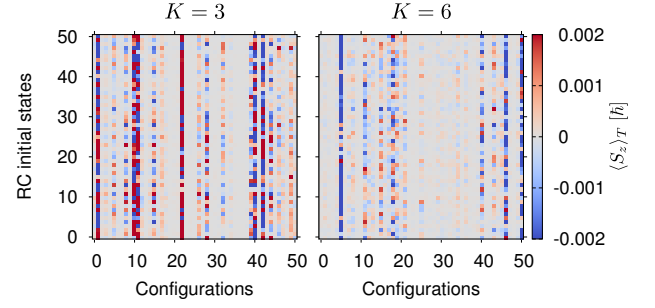 K = 3
K = 6
RC initial states
50
40
30
20
10
0
0 10 20 30 40 50
0 10 20 30 40 50
Configurations
Configurations
0.002
0.001
0
-0.001
-0.002
⟨S_z⟩_T [ħ]